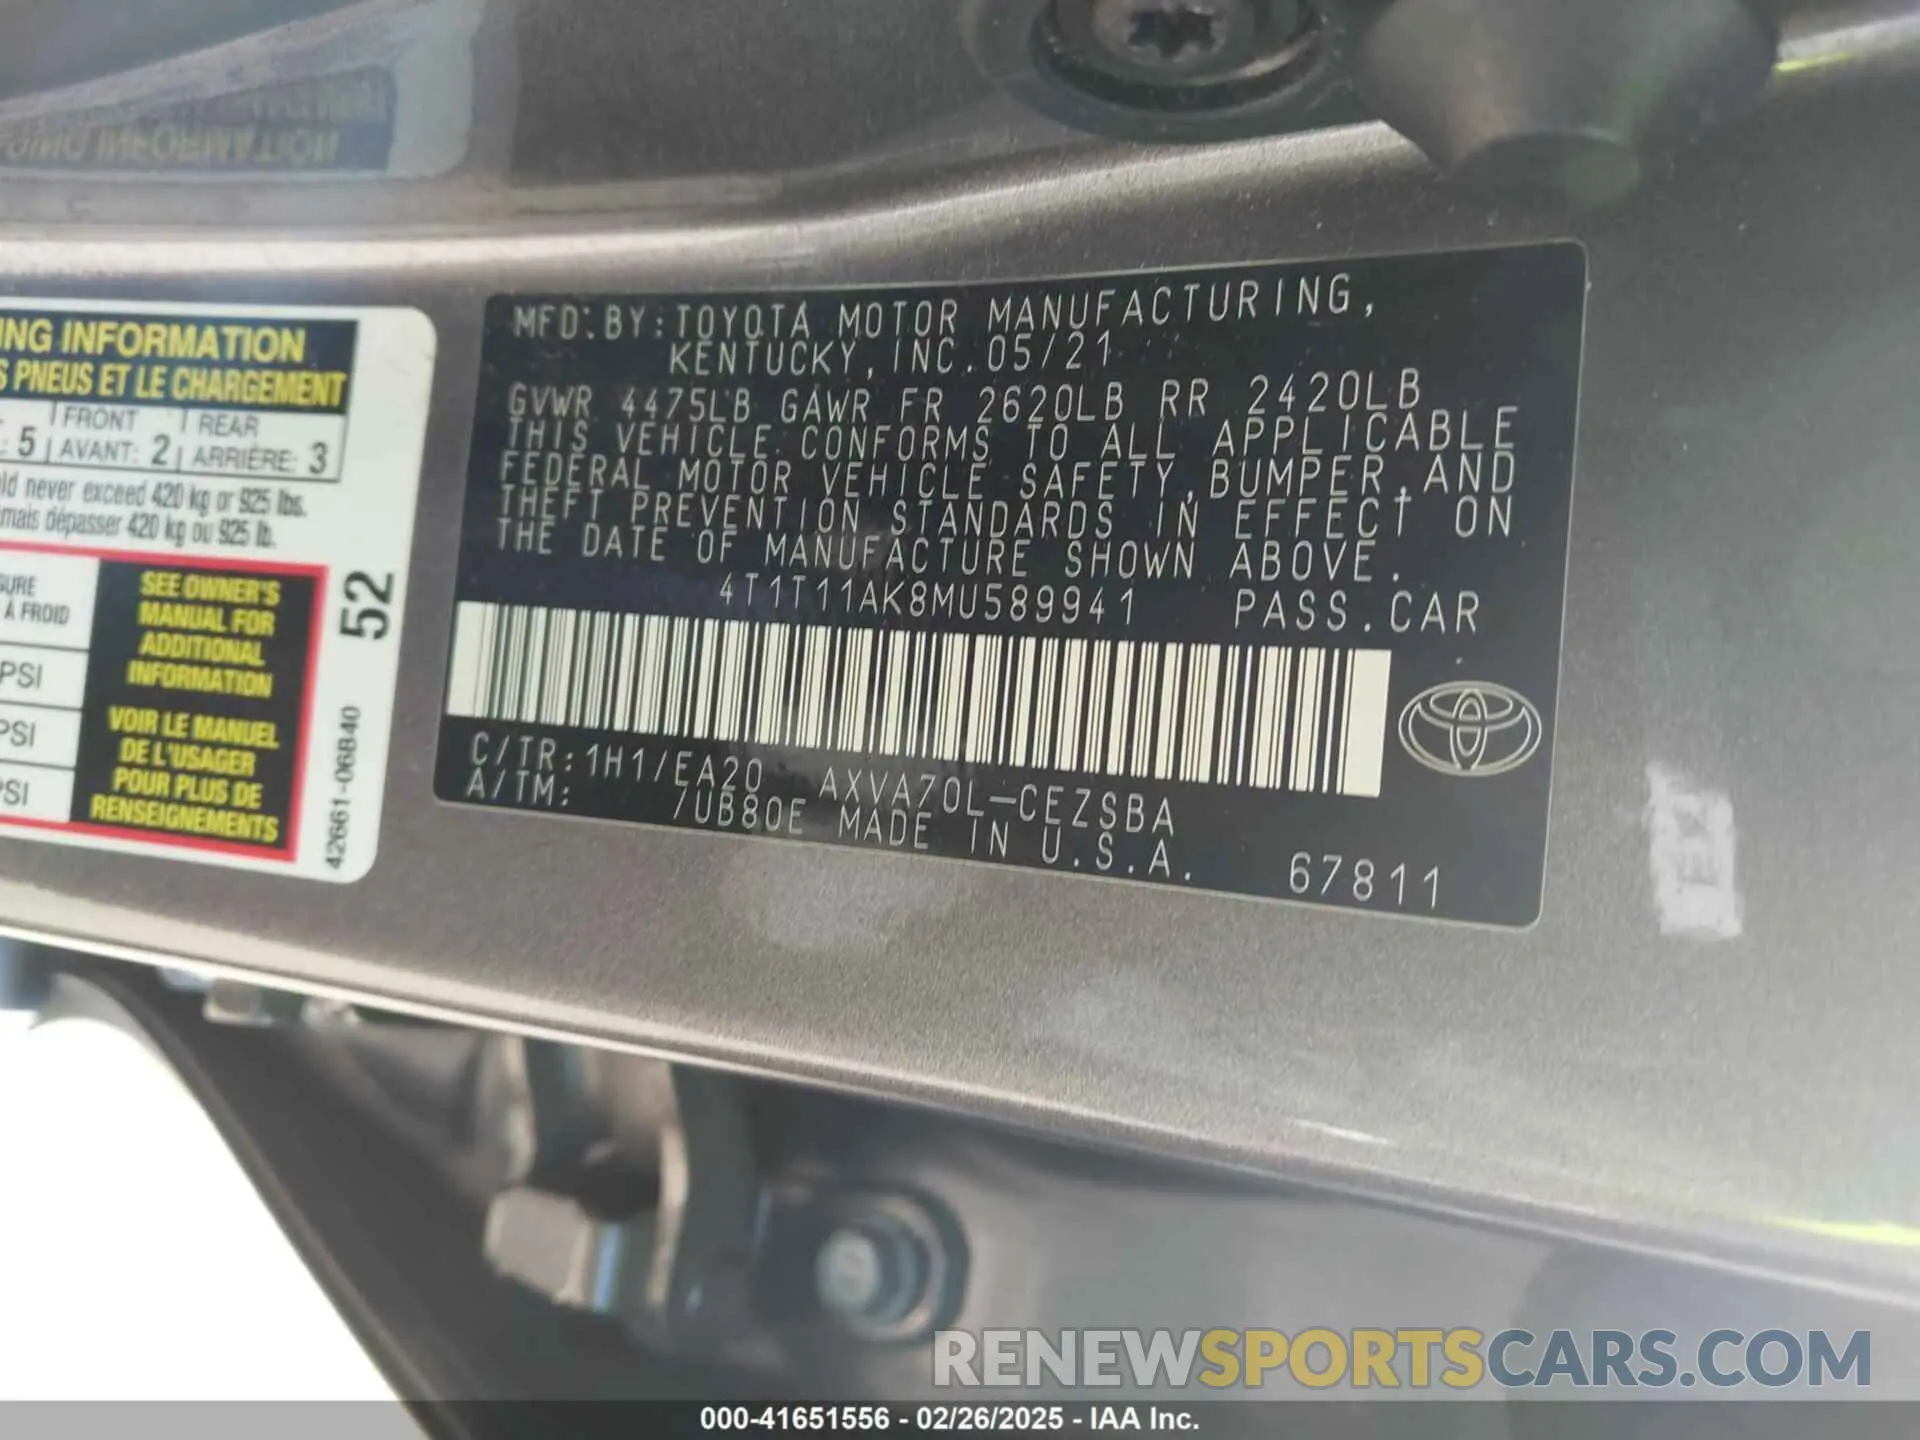 ING INFORMATION
S PNEUS ET LE CHARGEMENT
: 5 | FRONT AVANT: 2 | REAR ARRIÈRE: 3
ld never exceed 420 kg or 925 lbs.
mais dépasser 420 kg ou 925 lb.
SURE
À FROID
PSI
PSI
PSI
SEE OWNER'S
MANUAL FOR
ADDITIONAL
INFORMATION
VOIR LE MANUEL
DE L'USAGER
POUR PLUS DE
RENSEIGNEMENTS
52
42661-06B40
MFD.BY:TOYOTA MOTOR MANUFACTURING,
KENTUCKY,INC.05/21
GVWR 4475LB GAWR FR 2620LB RR 2420LB
THIS VEHICLE CONFORMS TO ALL APPLICABLE
FEDERAL MOTOR VEHICLE SAFETY,BUMPER,AND
THEFT PREVENTION STANDARDS IN EFFECT ON
THE DATE OF MANUFACTURE SHOWN ABOVE.
4T1T11AK8MU589941 PASS.CAR
C/TR:1H1/EA20 AXVA70L-CEZSBA
A/TM: /UB80E MADE IN U.S.A.
67811
RENEWSPORTSCARS.COM
000-41651556 - 02/26/2025 - IAA Inc.